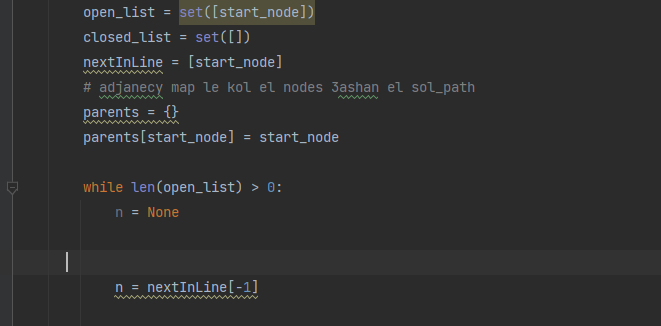 open_list = set([start_node])
closed_list = set([])
nextInLine = [start_node]
# adjanecy map le kol el nodes 3ashan el sol_path
parents = {}
parents[start_node] = start_node
while len(open_list) > 0:
n = None
n = nextInLine[-1]